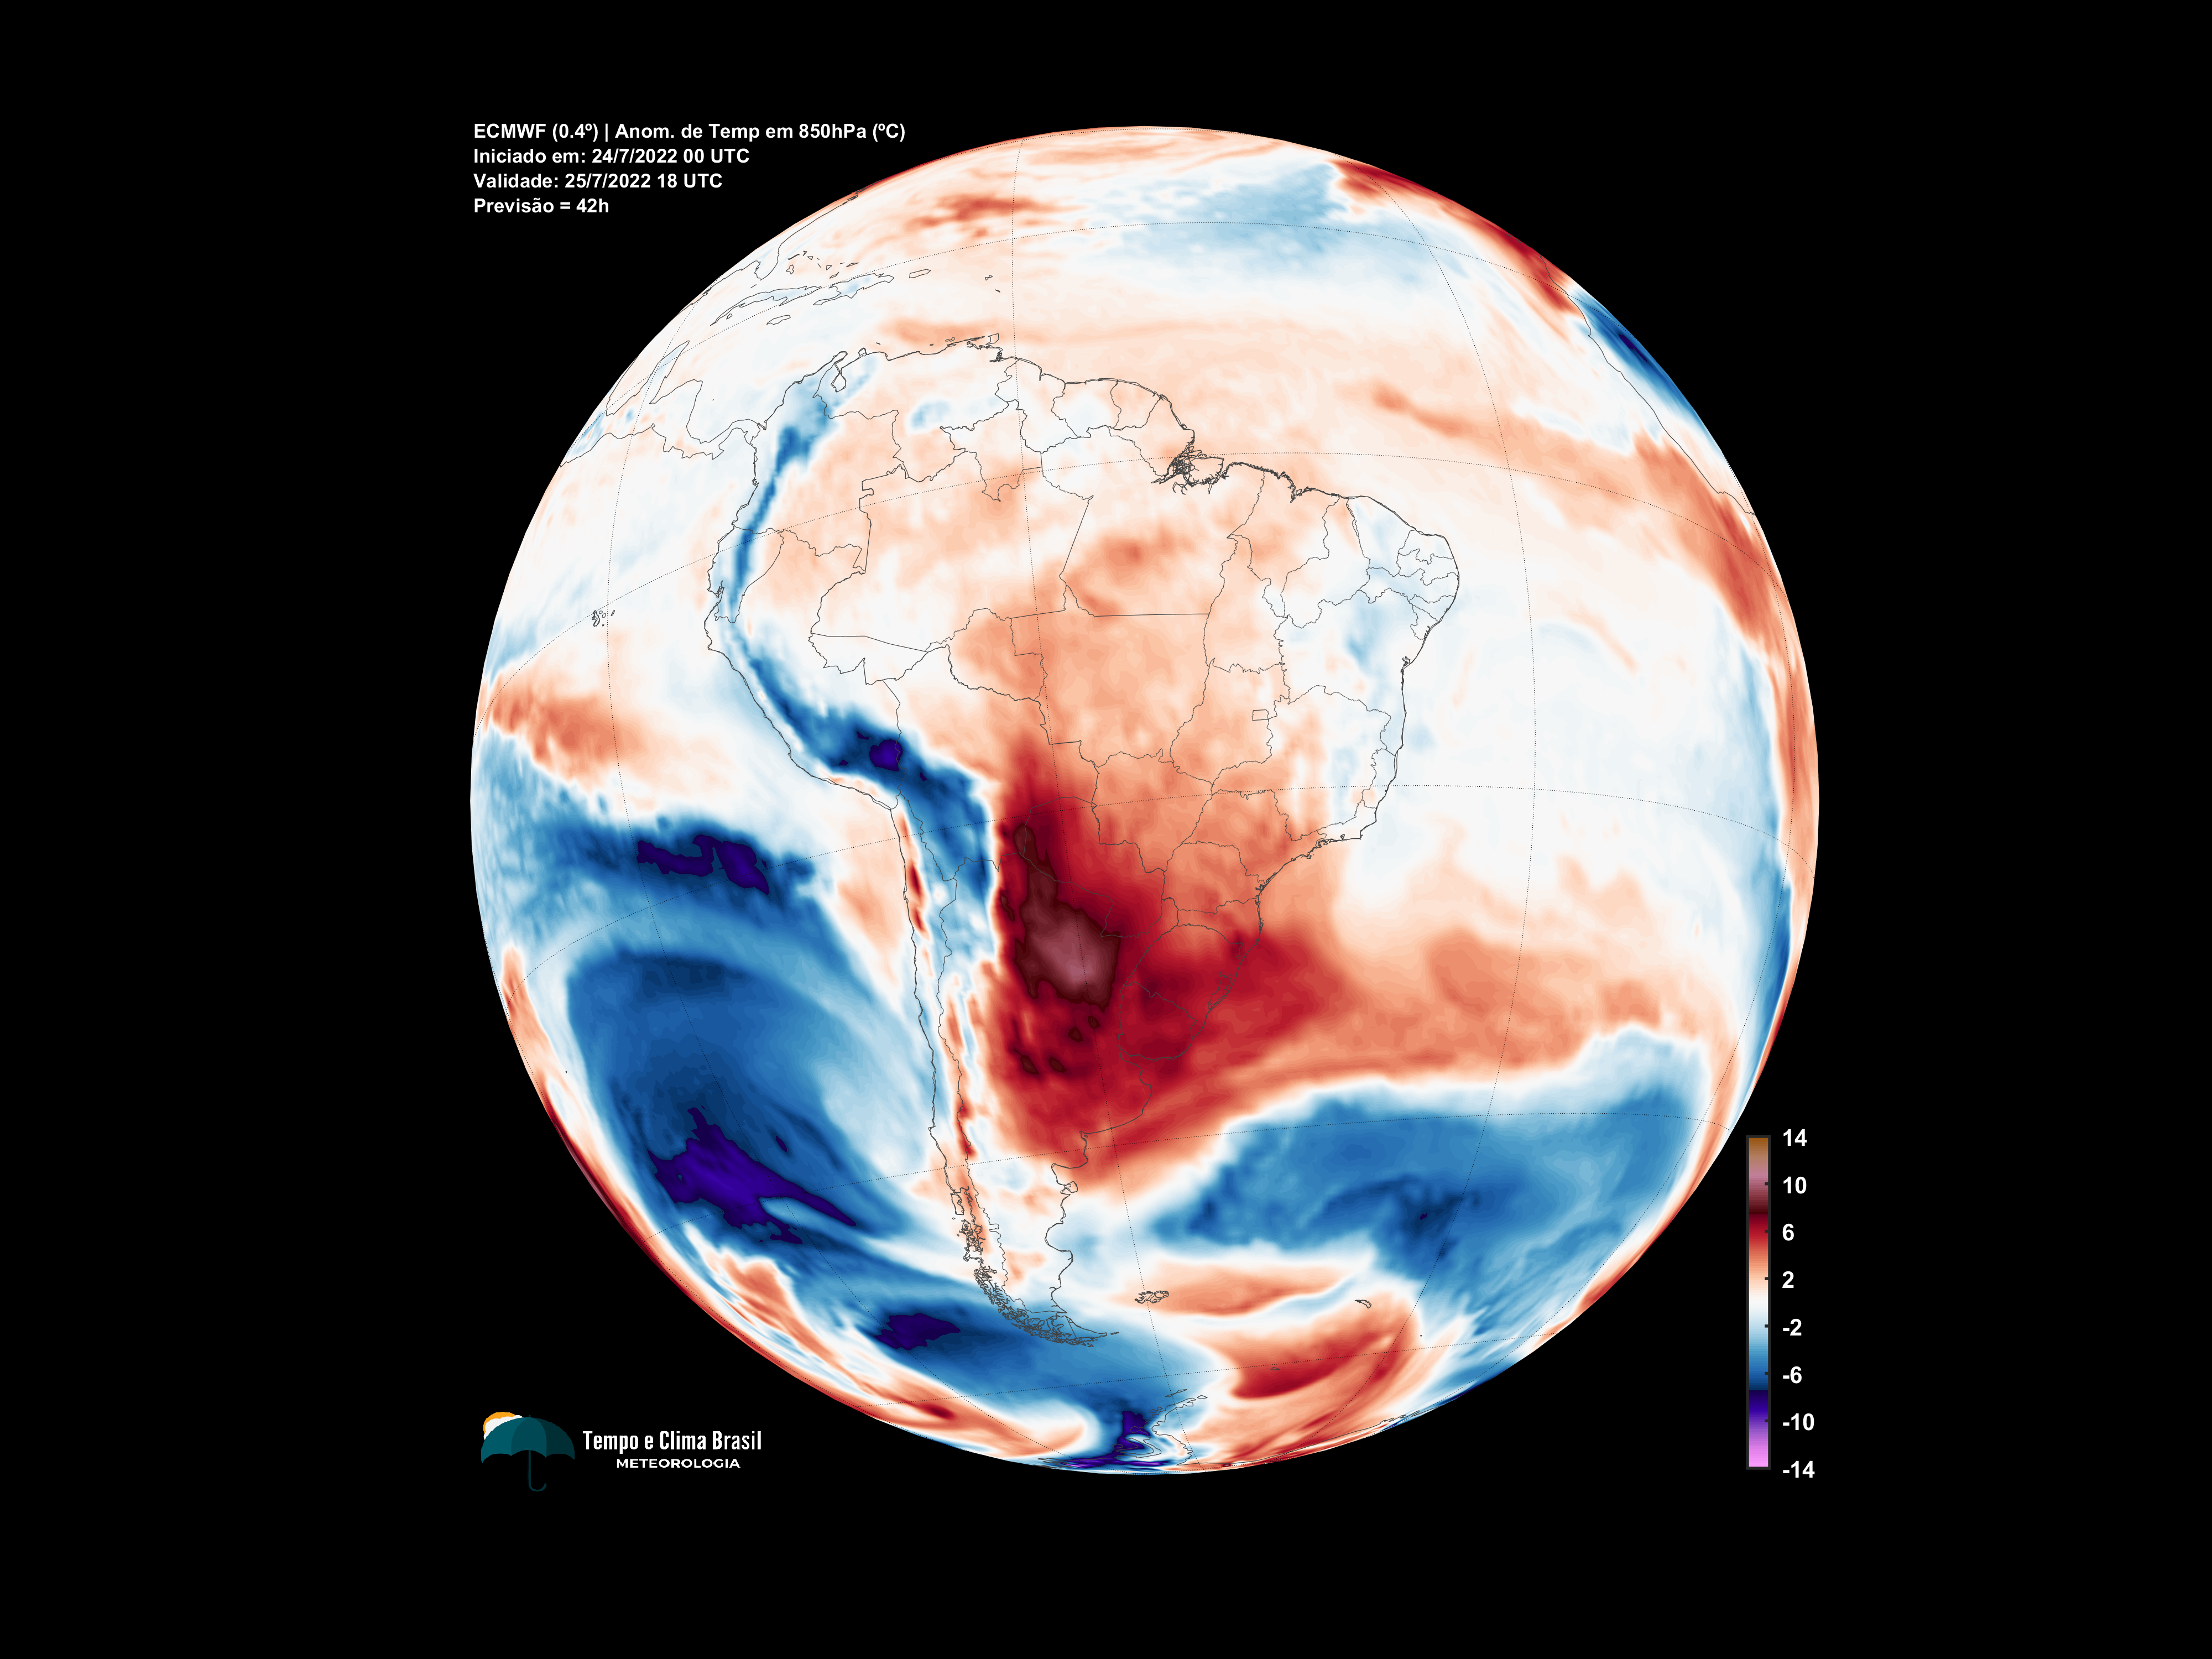 ECMWF (0.4º) | Anom. de Temp em 850hPa (ºC)
Iniciado em: 24/7/2022 00 UTC
Validade: 25/7/2022 18 UTC
Previsão = 42h
14
10
6
2
-2
-6
-10
-14
Tempo e Clima Brasil
METEOROLOGIA